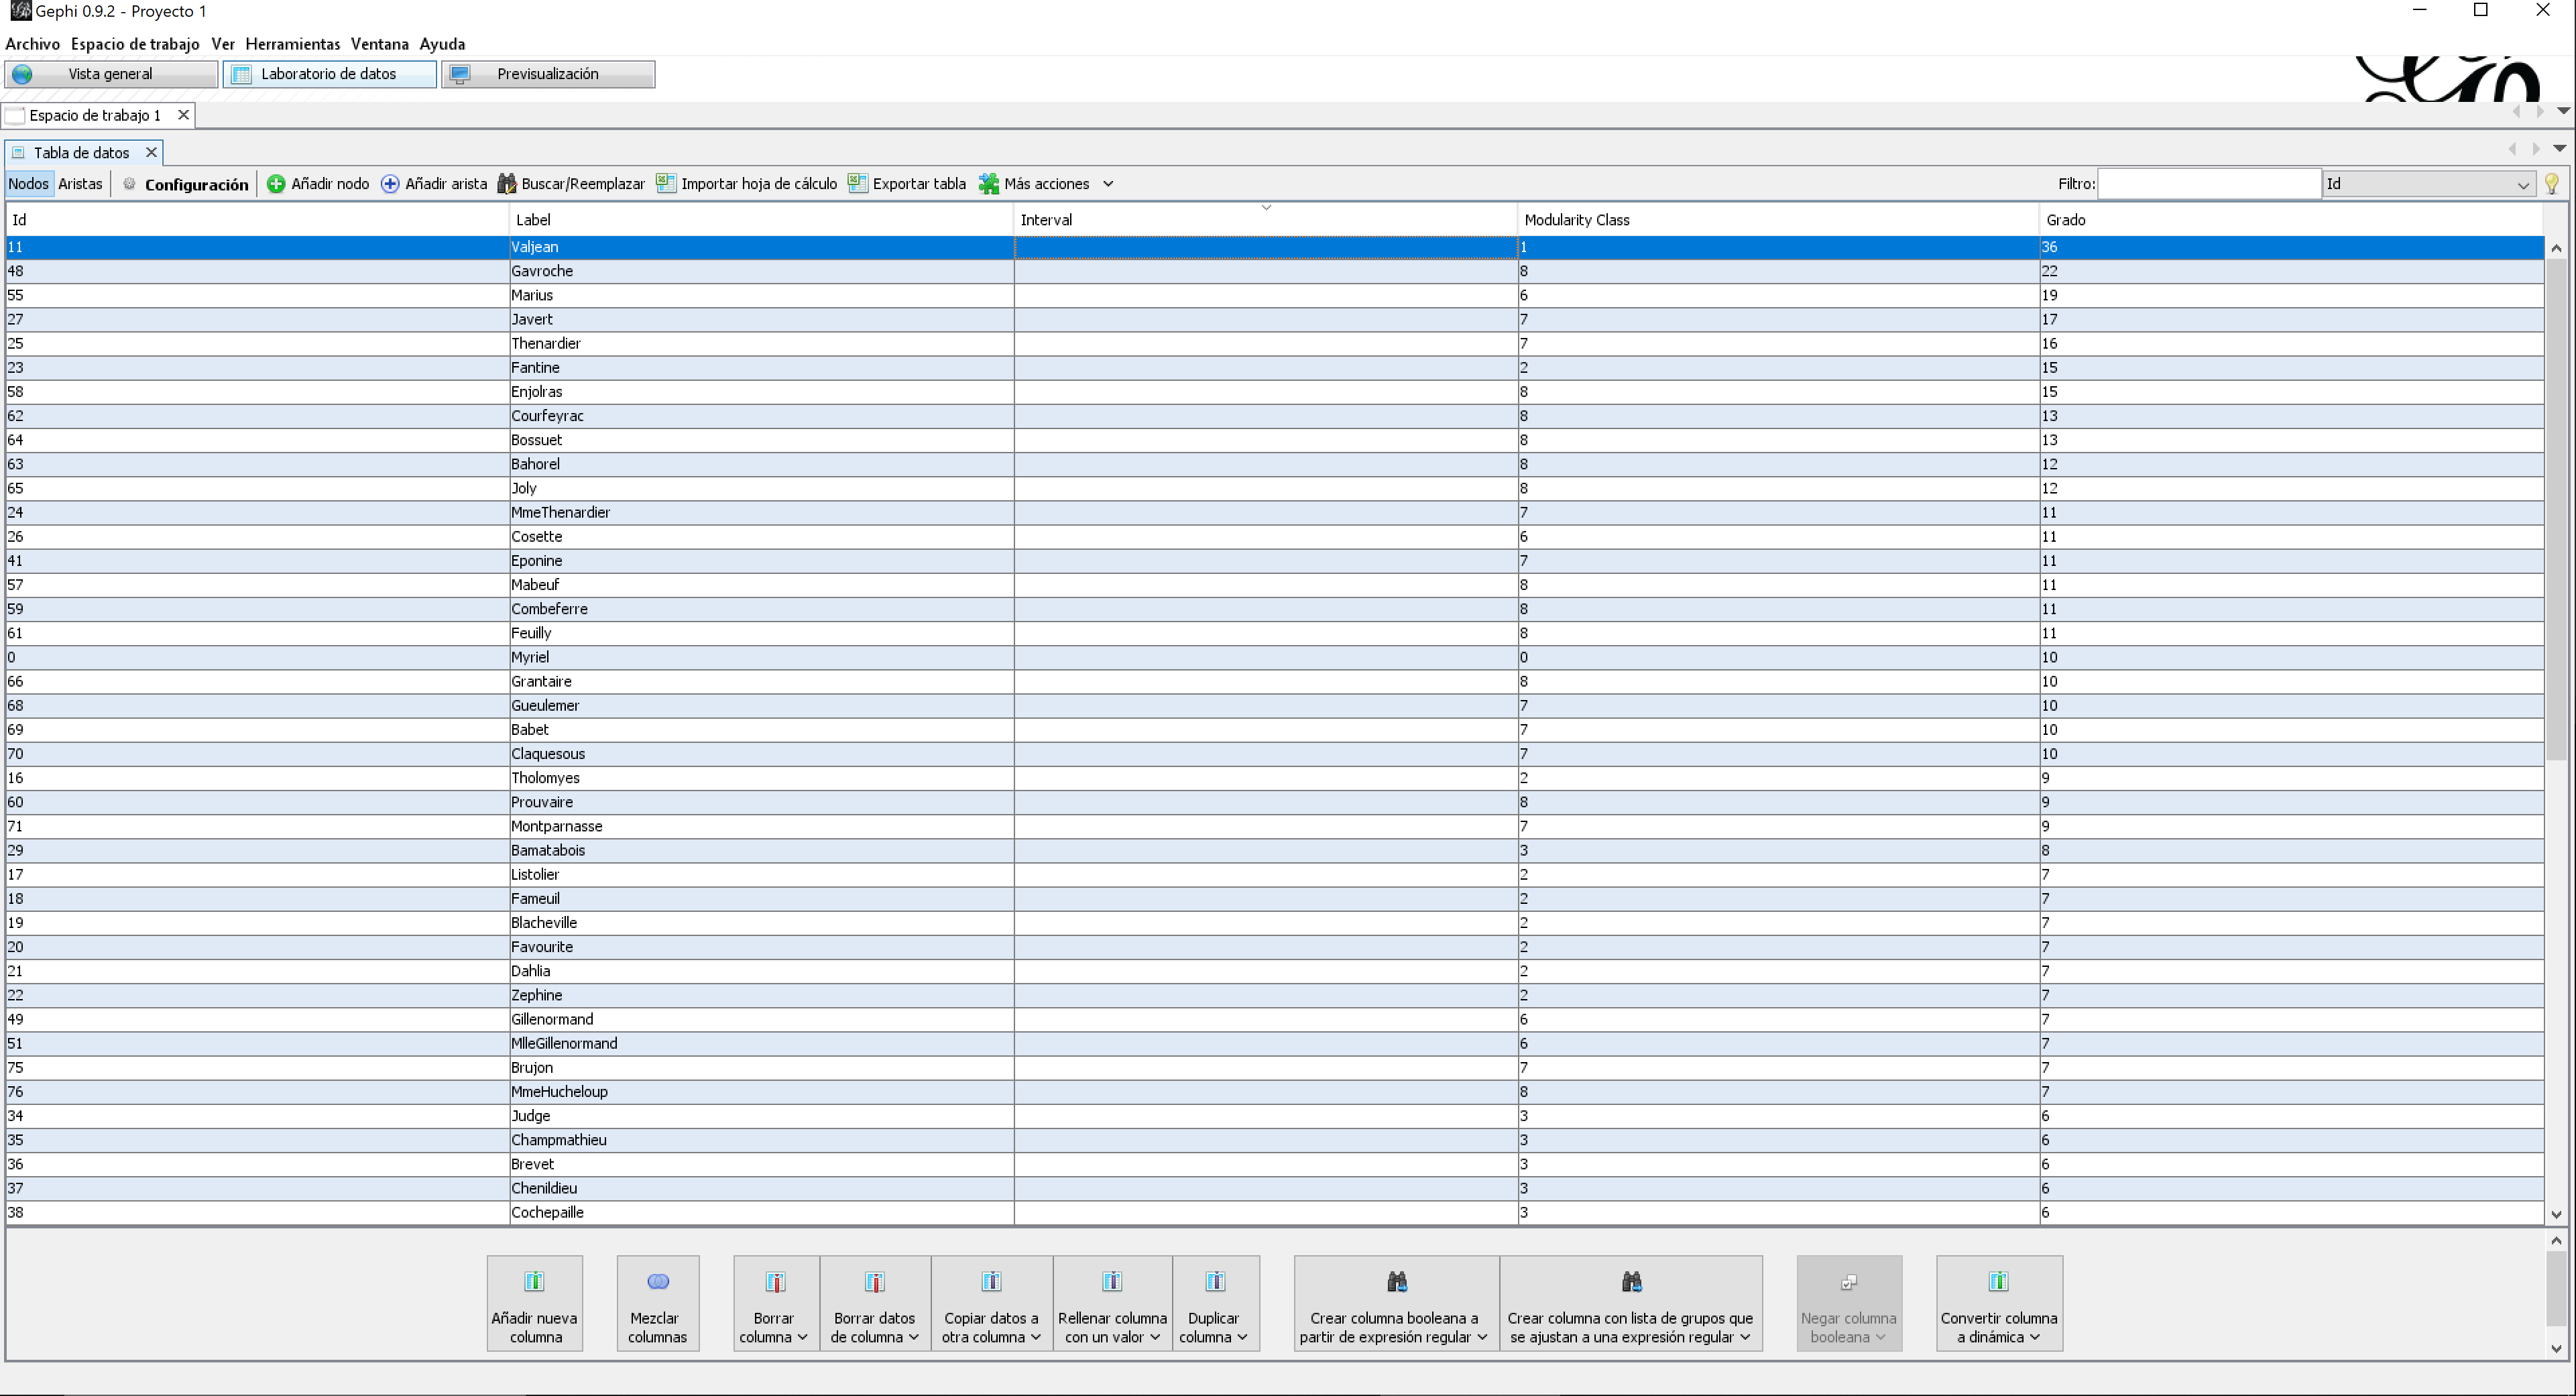 Gephi 0.9.2 - Proyecto 1
Archivo Espacio de trabajo Ver Herramientas Ventana Ayuda
Vista general Laboratorio de datos Previsualización
Espacio de trabajo 1
Tabla de datos
Nodos Aristas Configuración Añadir nodo Añadir arista Buscar/Reemplazar Importar hoja de cálculo Exportar tabla Más acciones Filtro: Id
Id Label Interval Modularity Class Grado
11 Valjean 1 36
48 Gavroche 8 22
55 Marius 6 19
27 Javert 7 17
25 Thenardier 7 16
23 Fantine 2 15
58 Enjolras 8 15
62 Courfeyrac 8 13
64 Bossuet 8 13
63 Bahorel 8 12
65 Joly 8 12
24 MmeThenardier 7 11
26 Cosette 6 11
41 Eponine 7 11
57 Mabeuf 8 11
59 Combeferre 8 11
61 Feuilly 8 11
0 Myriel 0 10
66 Grantaire 8 10
68 Gueulemer 7 10
69 Babet 7 10
70 Claquesous 7 10
16 Tholomyes 2 9
60 Prouvaire 8 9
71 Montparnasse 7 9
29 Bamatabois 3 8
17 Listolier 2 7
18 Fameuil 2 7
19 Blacheville 2 7
20 Favourite 2 7
21 Dahlia 2 7
22 Zephine 2 7
49 Gillenormand 6 7
51 MlleGillenormand 6 7
75 Brujon 7 7
76 MmeHucheloup 8 7
34 Judge 3 6
35 Champmathieu 3 6
36 Brevet 3 6
37 Chenildieu 3 6
38 Cochepaille 3 6
Añadir nueva columna
Mezclar columnas
Borrar columna
Borrar datos de columna
Copiar datos a otra columna
Rellenar columna con un valor
Duplicar columna
Crear columna booleana a partir de expresión regular
Crear columna con lista de grupos que se ajustan a una expresión regular
Negar columna booleana
Convertir columna a dinámica